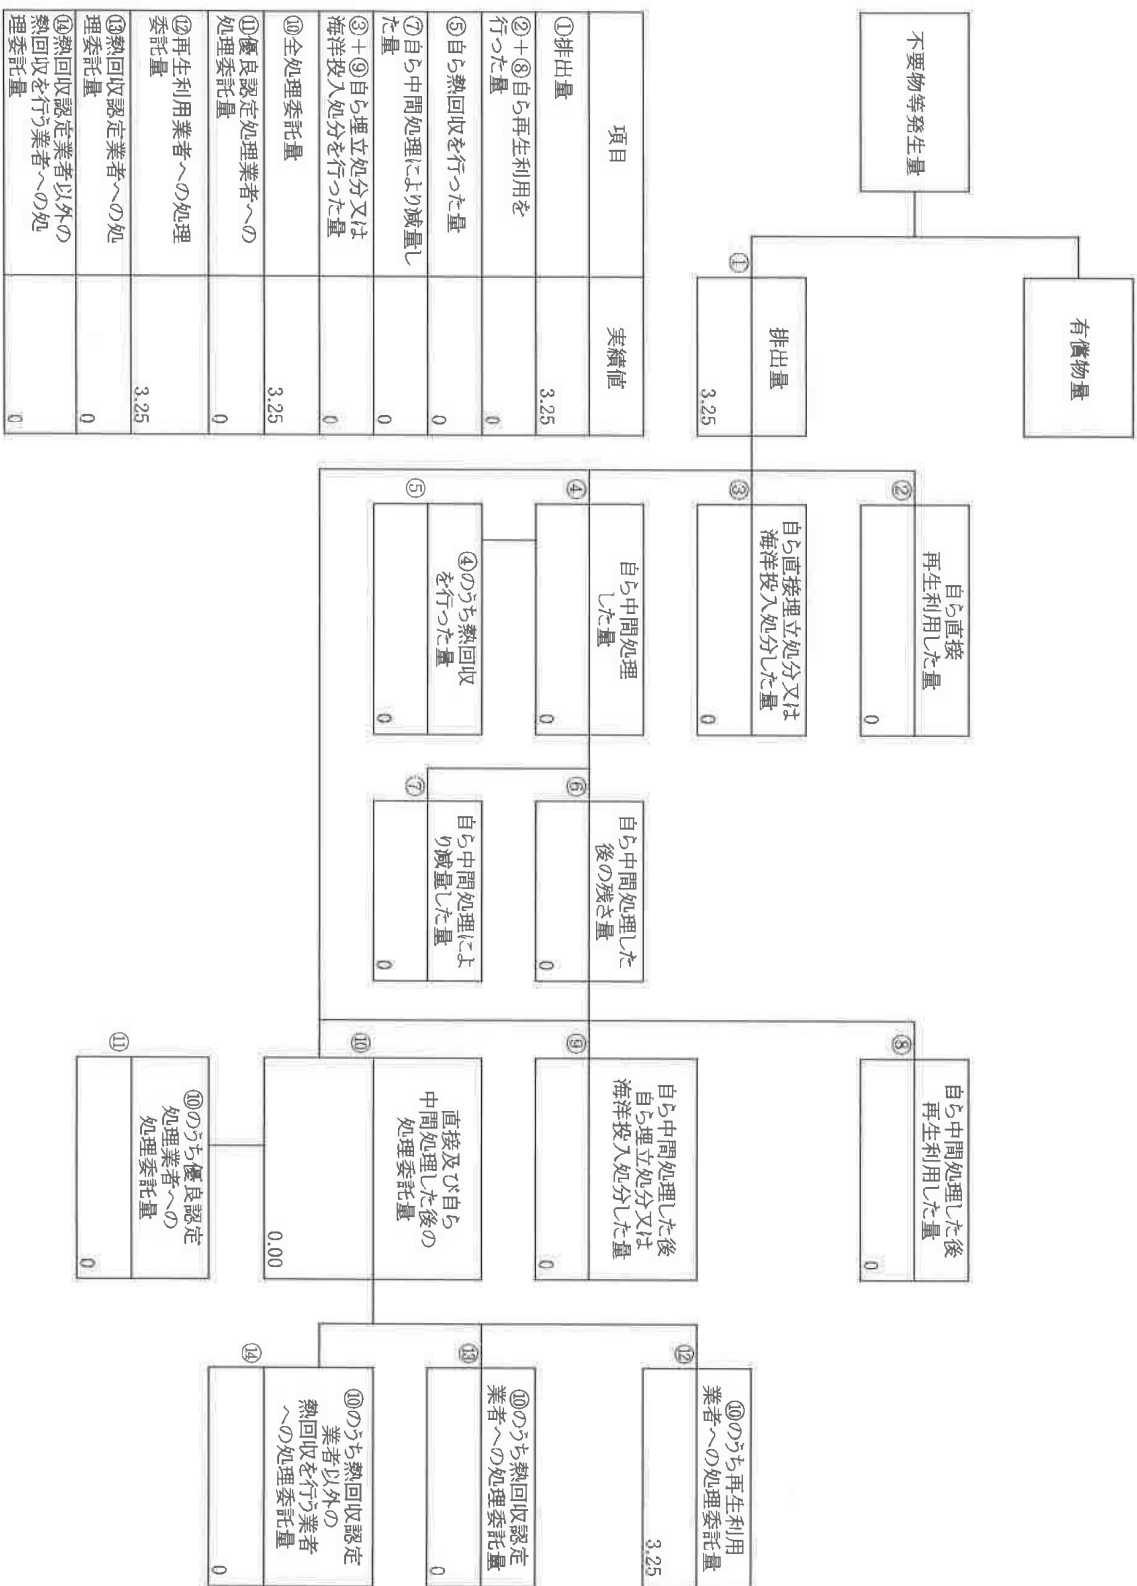 不要物等発生量
有償物量
①
排出量
3.25
②
自ら直接
再生利用した量
0
③
自ら直接埋立処分又は
海洋投入処分した量
0
④
自ら中間処理
した量
0
⑤
④のうち熱回収
を行った量
0
⑥
自ら中間処理した
後の残さ量
0
⑦
自ら中間処理によ
り減量した量
0
⑧
自ら中間処理した後
再生利用した量
0
⑨
自ら中間処理した後
自ら埋立処分又は
海洋投入処分した量
0
⑩
直接及び自ら
中間処理した後の
処理委託量
0.00
⑪
⑩のうち優良認定
処理業者への
処理委託量
0
⑫
⑩のうち再生利用
業者への処理委託量
3.25
⑬
⑩のうち熱回収認定
業者への処理委託量
0
⑭
⑩のうち熱回収認定
業者以外の
熱回収を行う業者
への処理委託量
0
項目 実績値
①排出量 3.25
②+⑧自ら再生利用を
行った量 0
⑤自ら熱回収を行った量 0
⑦自ら中間処理により減量し
た量 0
③+⑨自ら埋立処分又は
海洋投入処分を行った量 0
⑩全処理委託量 3.25
⑪優良認定処理業者への
処理委託量 0
⑫再生利用業者への処理
委託量 3.25
⑬熱回収認定業者への処
理委託量 0
⑭熱回収認定業者以外の
熱回収を行う業者への処
理委託量 0